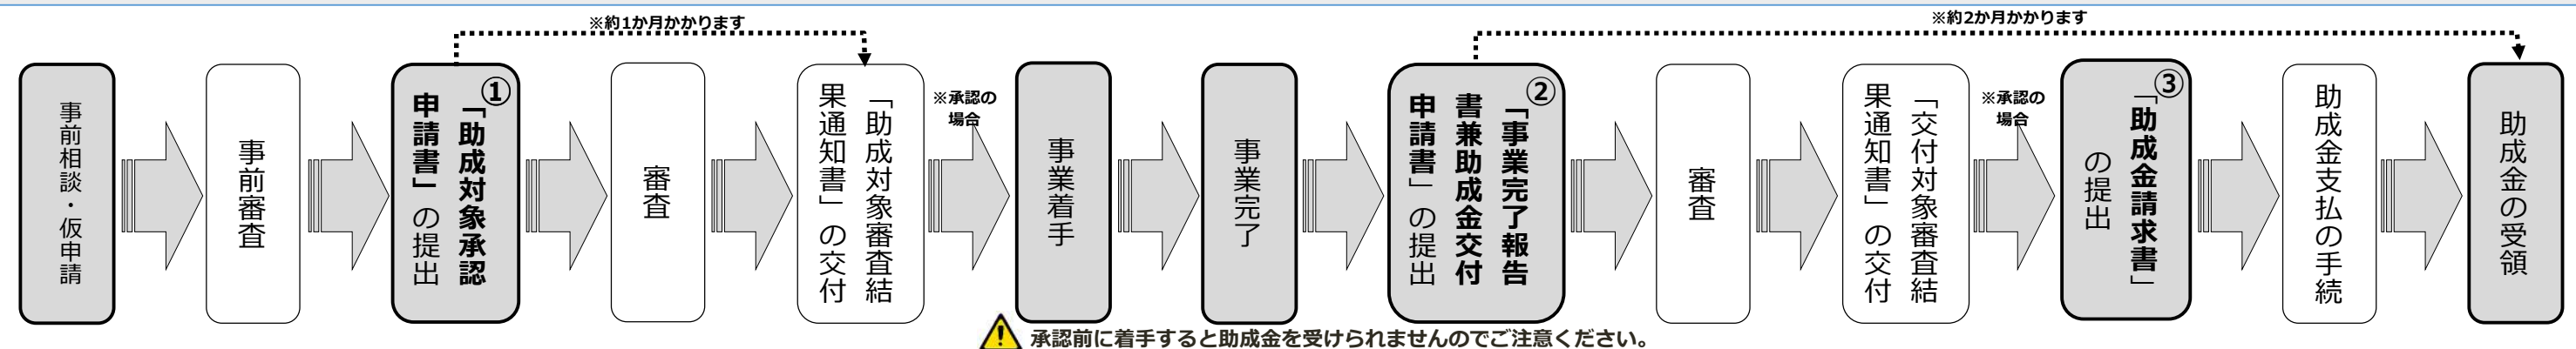 ※約1か月かかります
※約2か月かかります
事前相談・仮申請
事前審査
①
「助成対象承認
申請書」の提出
審査
「助成対象審査結
果通知書」の交付
※承認の
場合
事業着手
事業完了
②
「事業完了報告
書兼助成金交付
申請書」の提出
審査
「交付対象審査結
果通知書」の交付
※承認の
場合
③
「助成金請求書」
の提出
助成金支払の手続
助成金の受領
承認前に着手すると助成金を受けられませんのでご注意ください。